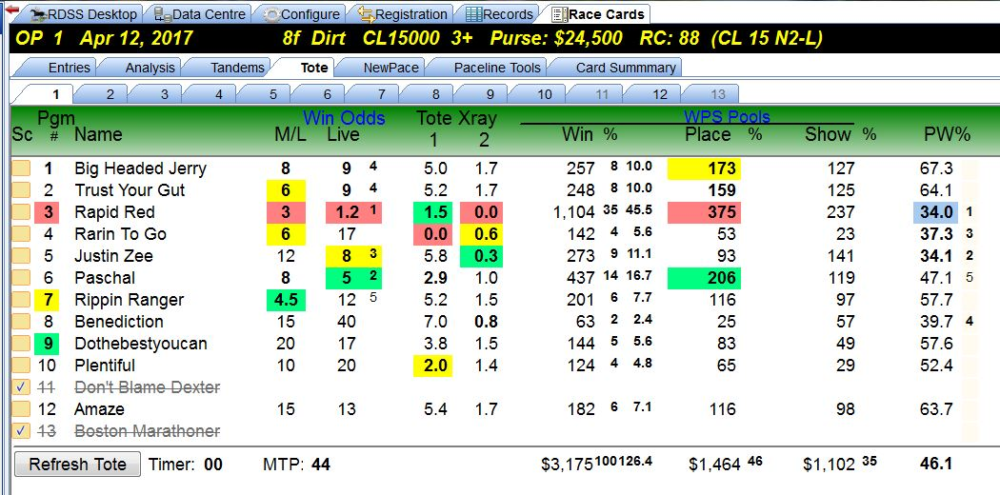 RDSS Desktop Data Centre Configure Registration Records Race Cards
OP 1 Apr 12, 2017 8f Dirt CL15000 3+ Purse: $24,500 RC: 88 (CL 15 N2-L)
Entries Analysis Tandems Tote NewPace Paceline Tools Card Summmary
1 2 3 4 5 6 7 8 9 10 11 12 13
Pgm Win Odds Tote Xray WPS Pools
Sc # Name M/L Live 1 2 Win % Place % Show % PW%
1 Big Headed Jerry 8 9 4 5.0 1.7 257 8 10.0 173 127 67.3
2 Trust Your Gut 6 9 4 5.2 1.7 248 8 10.0 159 125 64.1
3 Rapid Red 3 1.2 1 1.5 0.0 1,104 35 45.5 375 237 34.0 1
4 Rarin To Go 6 17 0.0 0.6 142 4 5.6 53 23 37.3 3
5 Justin Zee 12 8 3 5.8 0.3 273 9 11.1 93 141 34.1 2
6 Paschal 8 5 2 2.9 1.0 437 14 16.7 206 119 47.1 5
7 Rippin Ranger 4.5 12 5 5.2 1.5 201 6 7.7 116 97 57.7
8 Benediction 15 40 7.0 0.8 63 2 2.4 25 57 39.7 4
9 Dothebestyoucan 20 17 3.8 1.5 144 5 5.6 83 49 57.6
10 Plentiful 10 20 2.0 1.4 124 4 4.8 65 29 52.4
11 Don't Blame Dexter
12 Amaze 15 13 5.4 1.7 182 6 7.1 116 98 63.7
13 Boston Marathoner
Refresh Tote Timer: 00 MTP: 44 $3,175 100 126.4 $1,464 46 $1,102 35 46.1